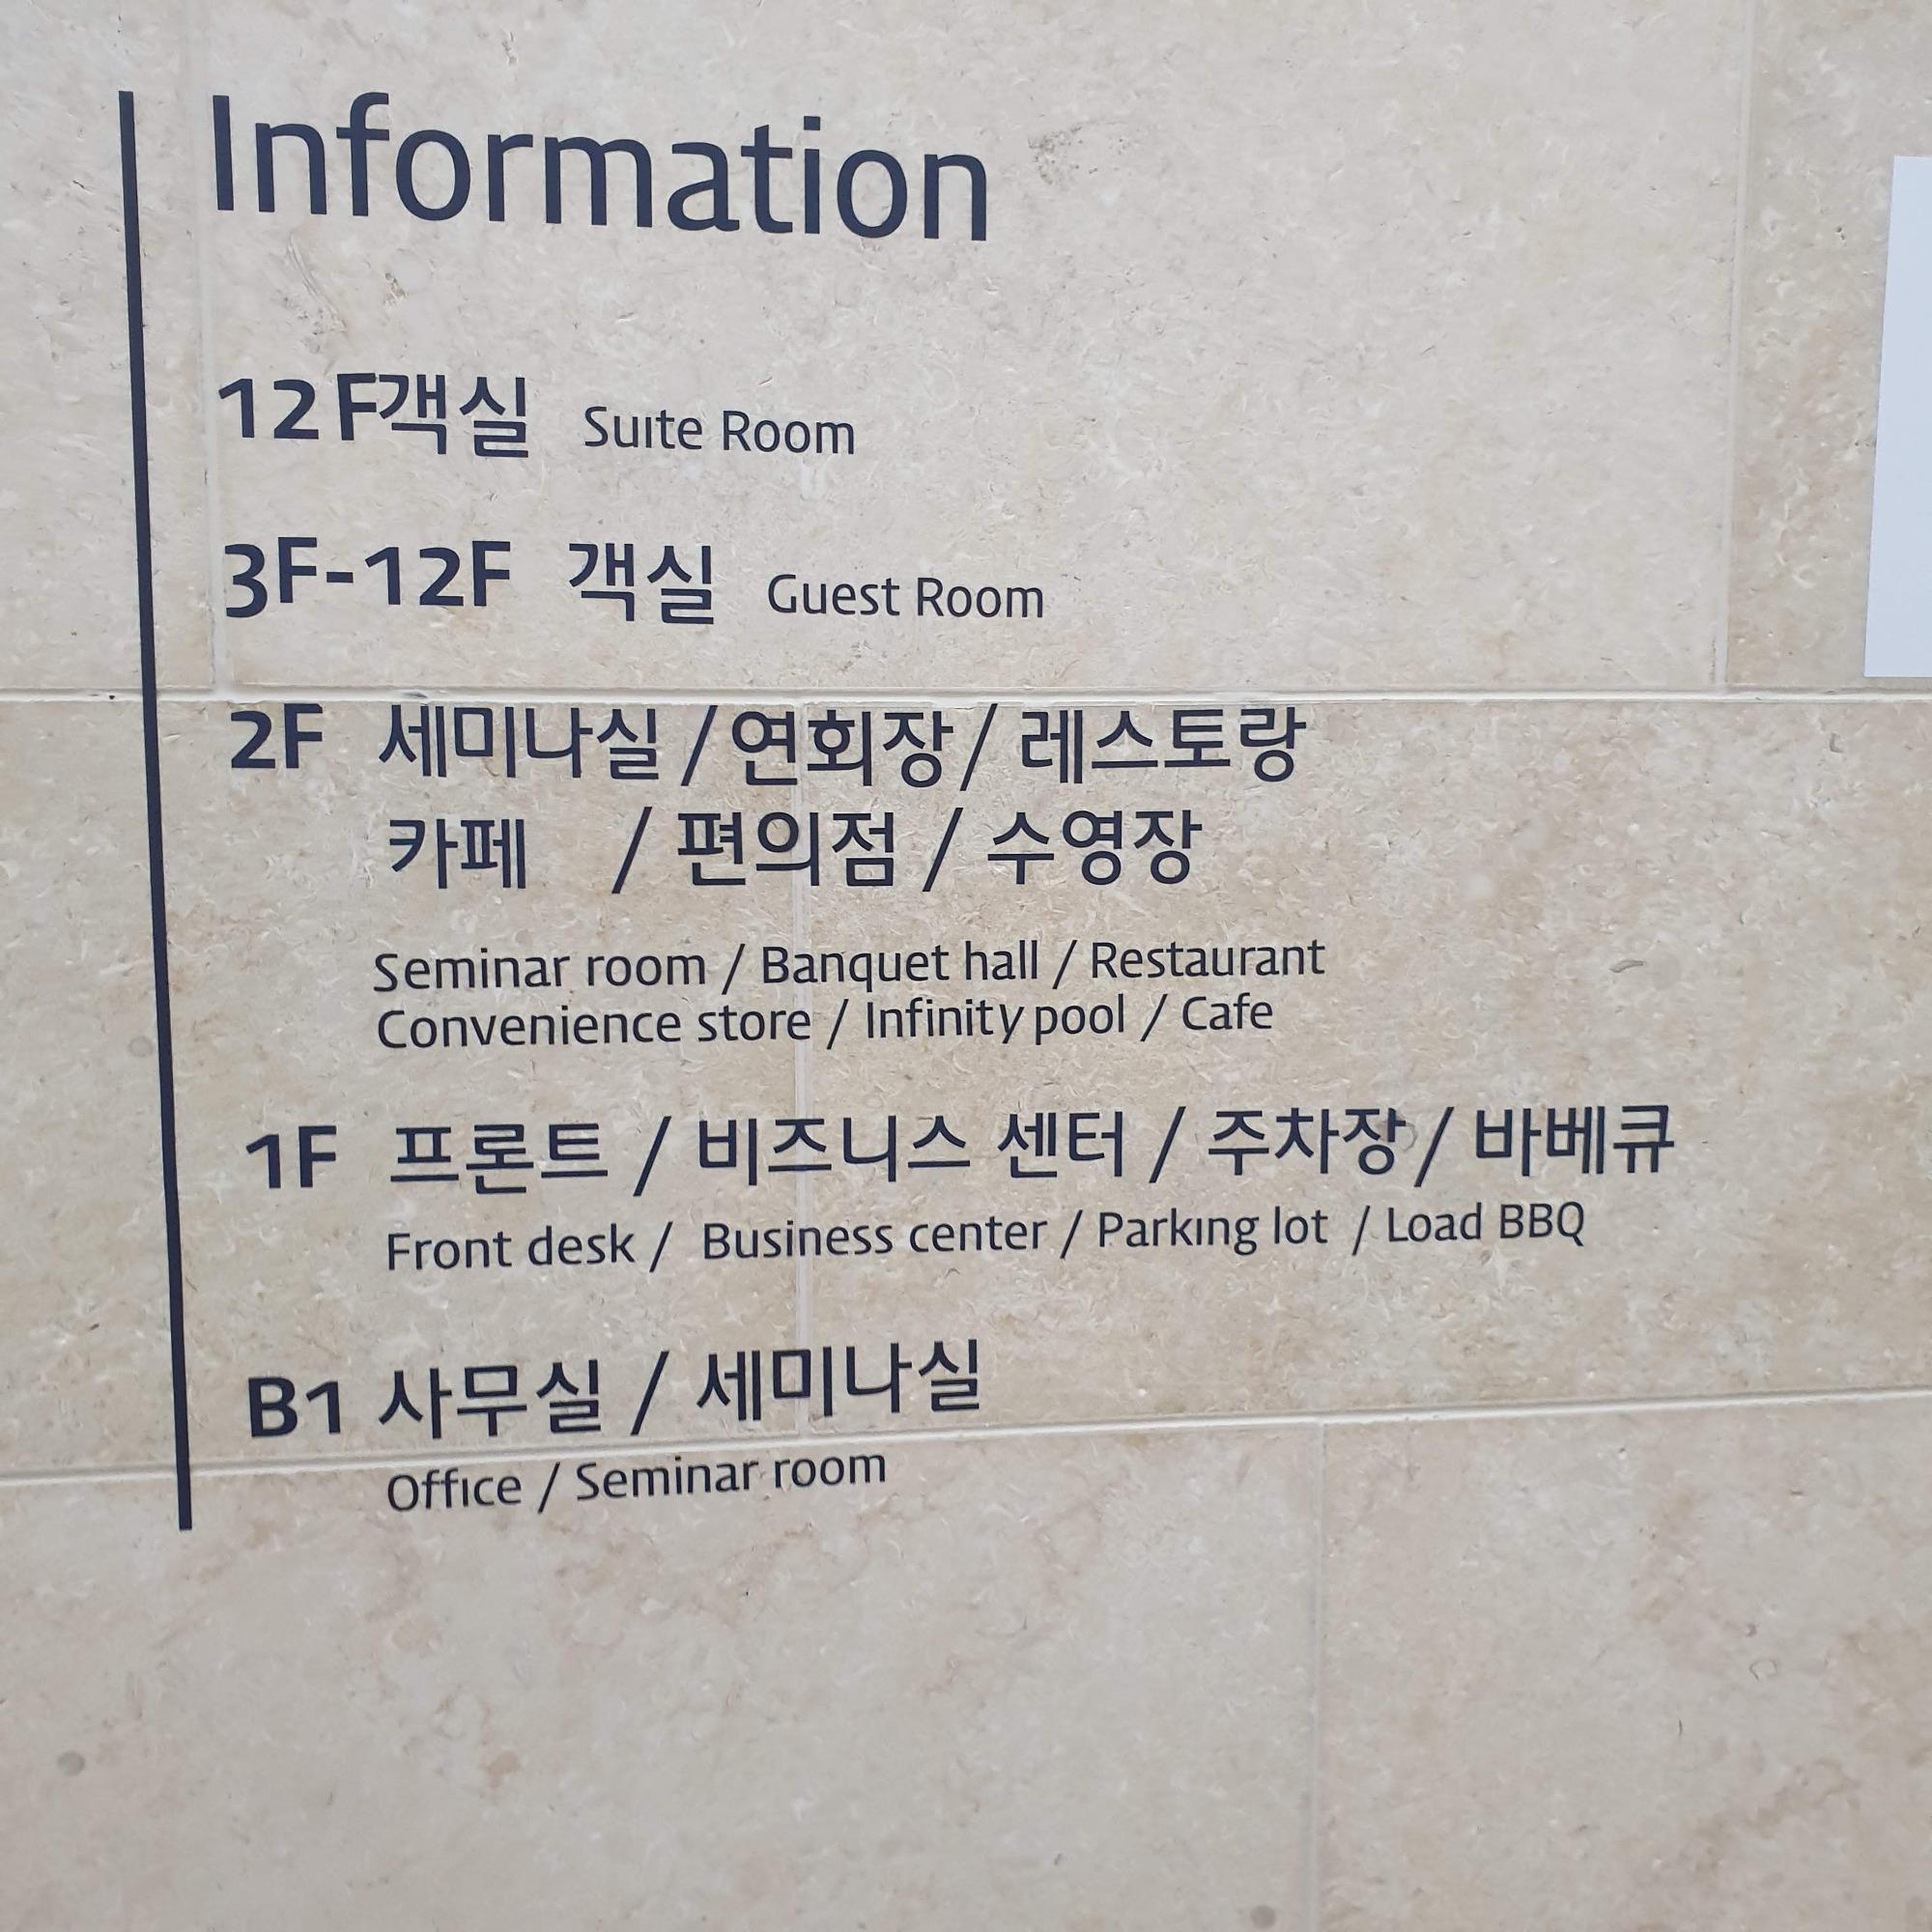 Information
12F객실 Suite Room
3F-12F 객실 Guest Room
2F 세미나실 / 연회장 / 레스토랑
카페 / 편의점 / 수영장
Seminar room / Banquet hall / Restaurant
Convenience store / Infinity pool / Cafe
1F 프론트 / 비즈니스 센터 / 주차장 / 바베큐
Front desk / Business center / Parking lot / Load BBQ
B1 사무실 / 세미나실
Office / Seminar room